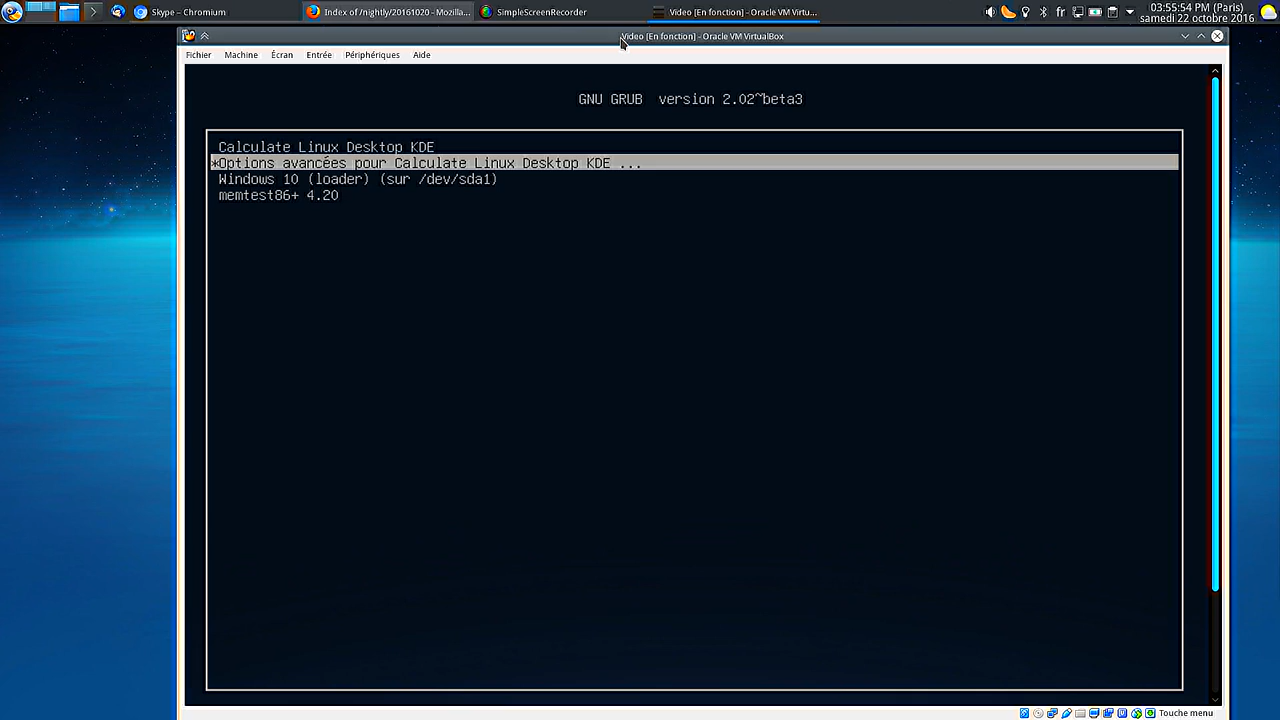 Skype – Chromium
Index of /nightly/20161020 - Mozilla...
SimpleScreenRecorder
Video [En fonction] - Oracle VM Virtu...
fr
03:55:54 PM (Paris)
samedi 22 octobre 2016
Video [En fonction] - Oracle VM VirtualBox
Fichier Machine Écran Entrée Périphériques Aide
GNU GRUB version 2.02~beta3
Calculate Linux Desktop KDE
*Options avancées pour Calculate Linux Desktop KDE ...
Windows 10 (loader) (sur /dev/sda1)
memtest86+ 4.20
Touche menu